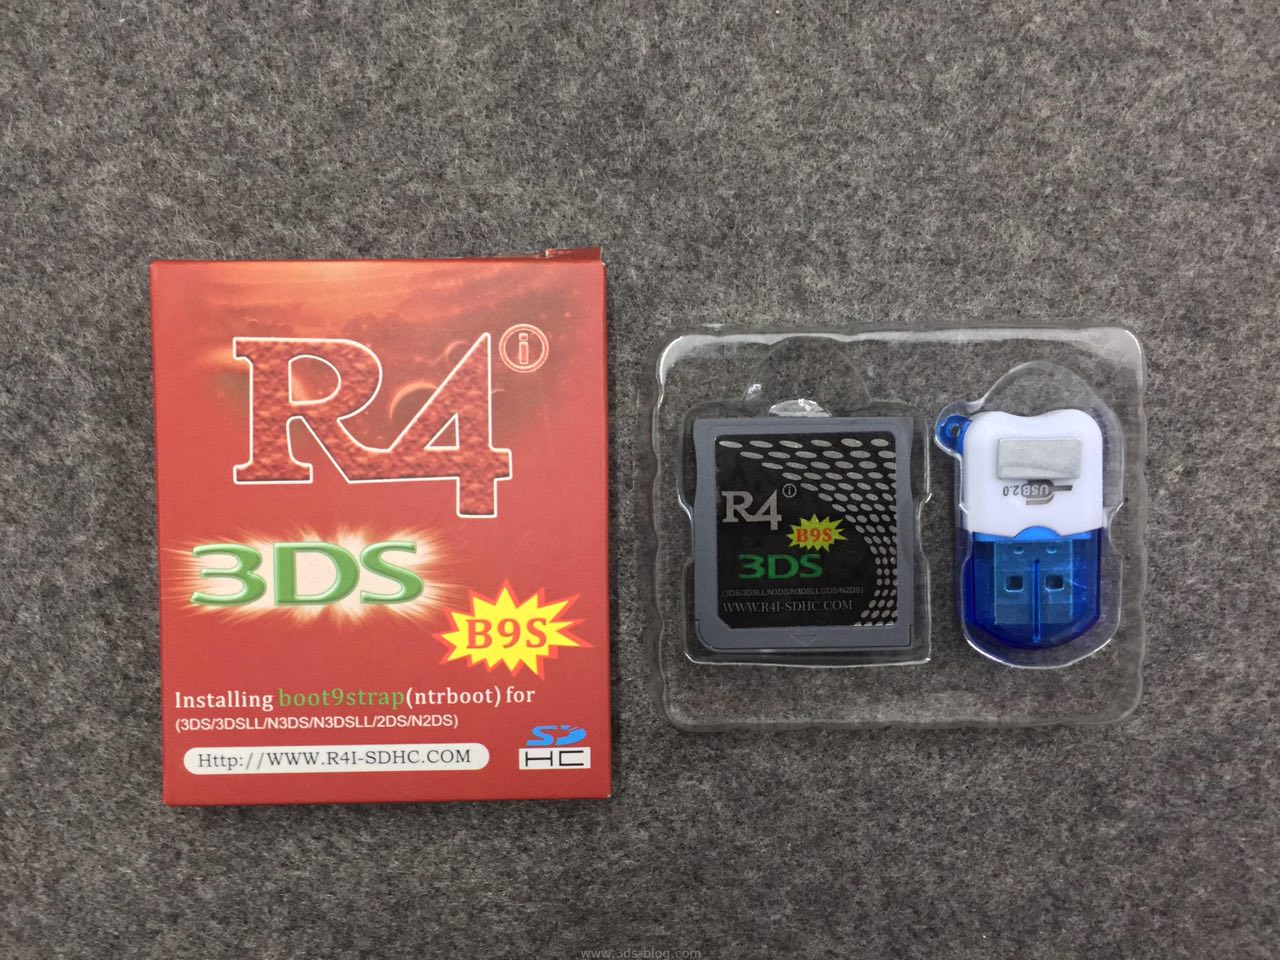 R4 i
3DS
B9S
Installing boot9strap(ntrboot) for
(3DS/3DSLL/N3DS/N3DSLL/2DS/N2DS)
Http://WWW.R4I-SDHC.COM
SD
HC
R4 i
B9S
3DS
(3DS/3DSLL/N3DS/N3DSLL/2DS/N2DS)
WWW.R4I-SDHC.COM
USB2.0
www.3ds-blog.com